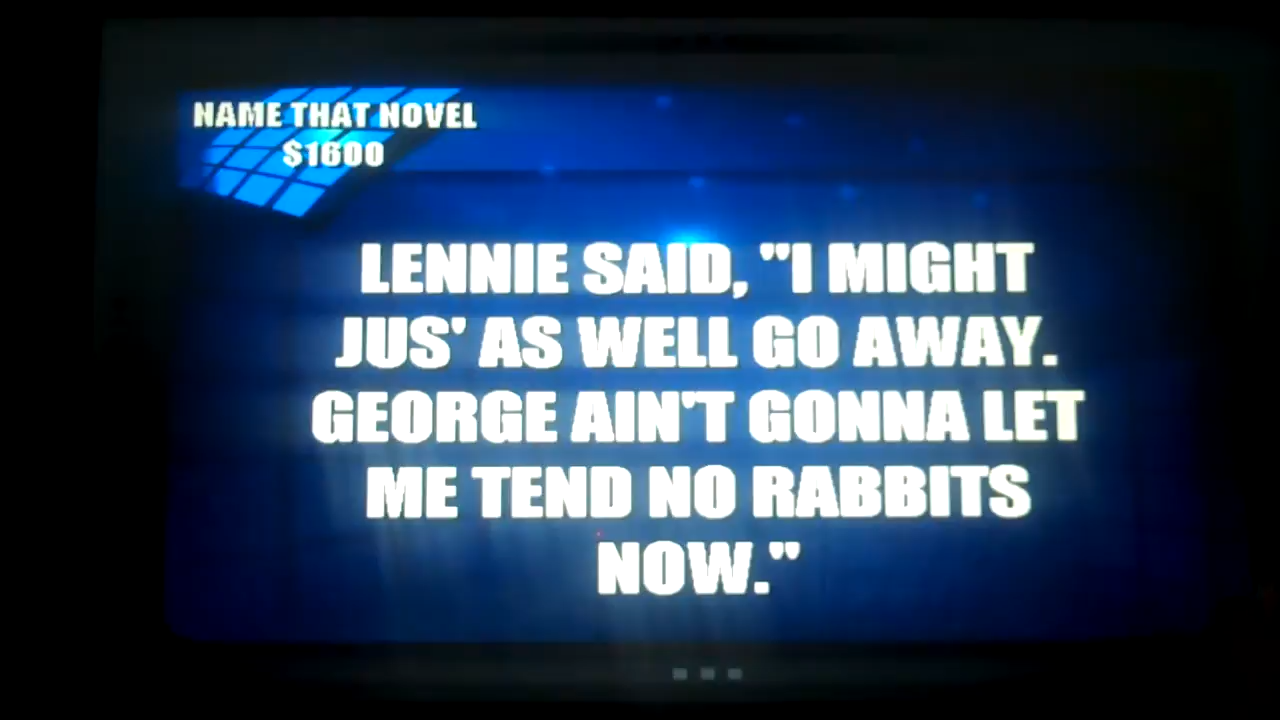 NAME THAT NOVEL
$1600
LENNIE SAID, "I MIGHT
JUS' AS WELL GO AWAY.
GEORGE AIN'T GONNA LET
ME TEND NO RABBITS
NOW."